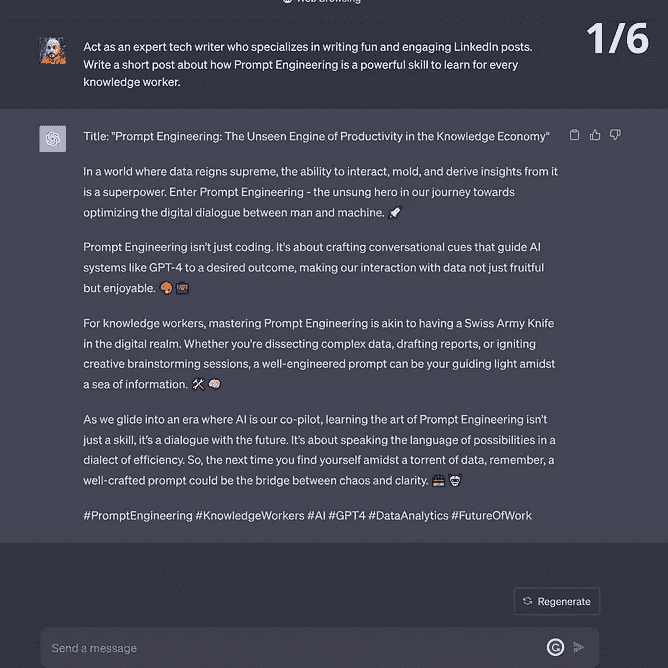 Web Browsing
1/6
Act as an expert tech writer who specializes in writing fun and engaging LinkedIn posts.
Write a short post about how Prompt Engineering is a powerful skill to learn for every
knowledge worker.
Title: "Prompt Engineering: The Unseen Engine of Productivity in the Knowledge Economy"
In a world where data reigns supreme, the ability to interact, mold, and derive insights from it
is a superpower. Enter Prompt Engineering - the unsung hero in our journey towards
optimizing the digital dialogue between man and machine. 🚀
Prompt Engineering isn't just coding. It's about crafting conversational cues that guide AI
systems like GPT-4 to a desired outcome, making our interaction with data not just fruitful
but enjoyable. 🎨💼
For knowledge workers, mastering Prompt Engineering is akin to having a Swiss Army Knife
in the digital realm. Whether you're dissecting complex data, drafting reports, or igniting
creative brainstorming sessions, a well-engineered prompt can be your guiding light amidst
a sea of information. 🛠️🧠
As we glide into an era where AI is our co-pilot, learning the art of Prompt Engineering isn't
just a skill, it's a dialogue with the future. It's about speaking the language of possibilities in a
dialect of efficiency. So, the next time you find yourself amidst a torrent of data, remember, a
well-crafted prompt could be the bridge between chaos and clarity.
#PromptEngineering #KnowledgeWorkers #AI #GPT4 #DataAnalytics #FutureOfWork
Regenerate
Send a message
G